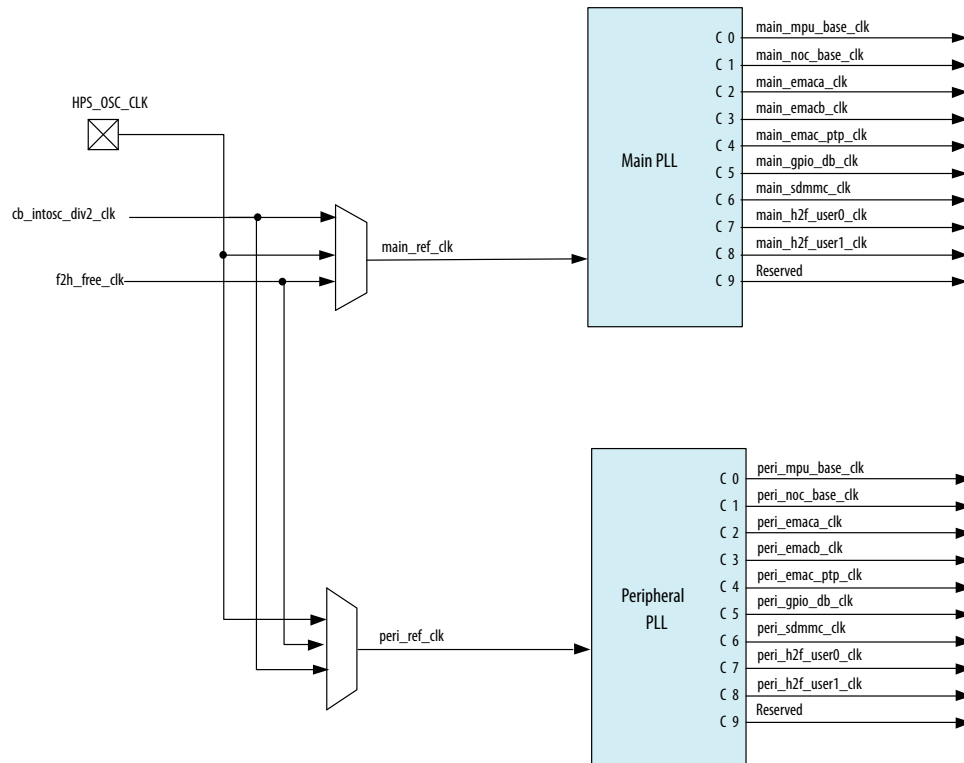 HPS_OSC_CLK
cb_intosc_div2_clk
f2h_free_clk
main_ref_clk
Main PLL
C 0 main_mpu_base_clk
C 1 main_noc_base_clk
C 2 main_emaca_clk
C 3 main_emacb_clk
C 4 main_emac_ptp_clk
C 5 main_gpio_db_clk
C 6 main_sdmmc_clk
C 7 main_h2f_user0_clk
C 8 main_h2f_user1_clk
C 9 Reserved
peri_ref_clk
Peripheral
PLL
C 0 peri_mpu_base_clk
C 1 peri_noc_base_clk
C 2 peri_emaca_clk
C 3 peri_emacb_clk
C 4 peri_emac_ptp_clk
C 5 peri_gpio_db_clk
C 6 peri_sdmmc_clk
C 7 peri_h2f_user0_clk
C 8 peri_h2f_user1_clk
C 9 Reserved